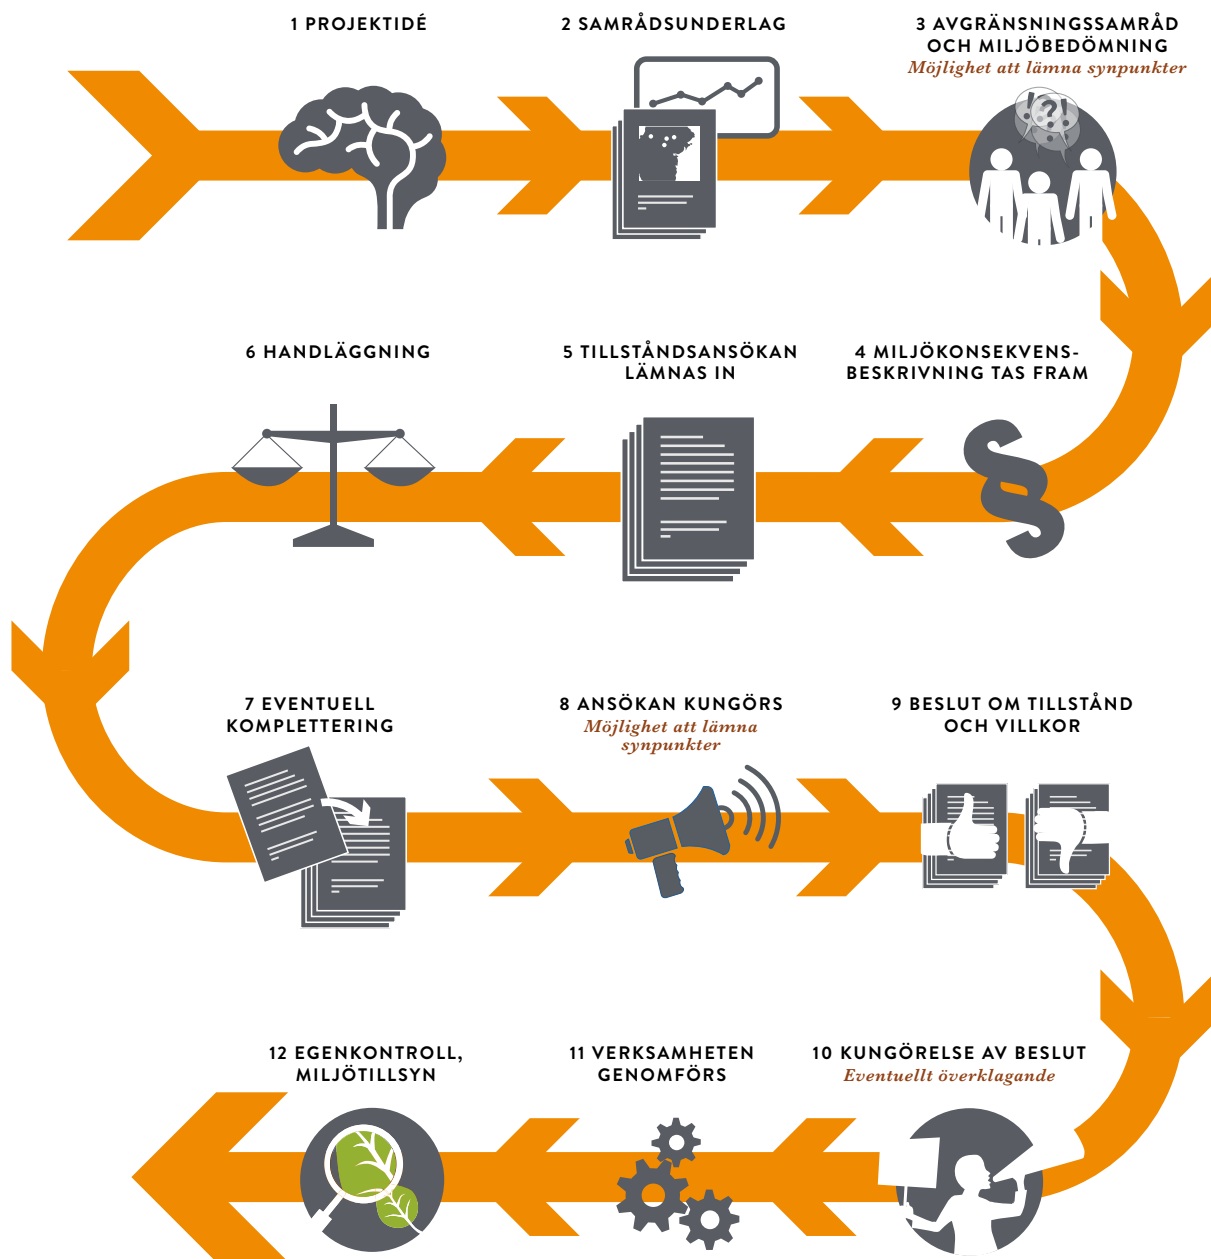 1 PROJEKTIDÉ
2 SAMRÅDSUNDERLAG
3 AVGRÄNSNINGSSAMRÅD
OCH MILJÖBEDÖMNING
Möjlighet att lämna synpunkter
! ? !
4 MILJÖKONSEKVENS-
BESKRIVNING TAS FRAM
§
5 TILLSTÅNDSANSÖKAN
LÄMNAS IN
6 HANDLÄGGNING
7 EVENTUELL
KOMPLETTERING
8 ANSÖKAN KUNGÖRS
Möjlighet att lämna
synpunkter
9 BESLUT OM TILLSTÅND
OCH VILLKOR
10 KUNGÖRELSE AV BESLUT
Eventuellt överklagande
11 VERKSAMHETEN
GENOMFÖRS
12 EGENKONTROLL,
MILJÖTILLSYN